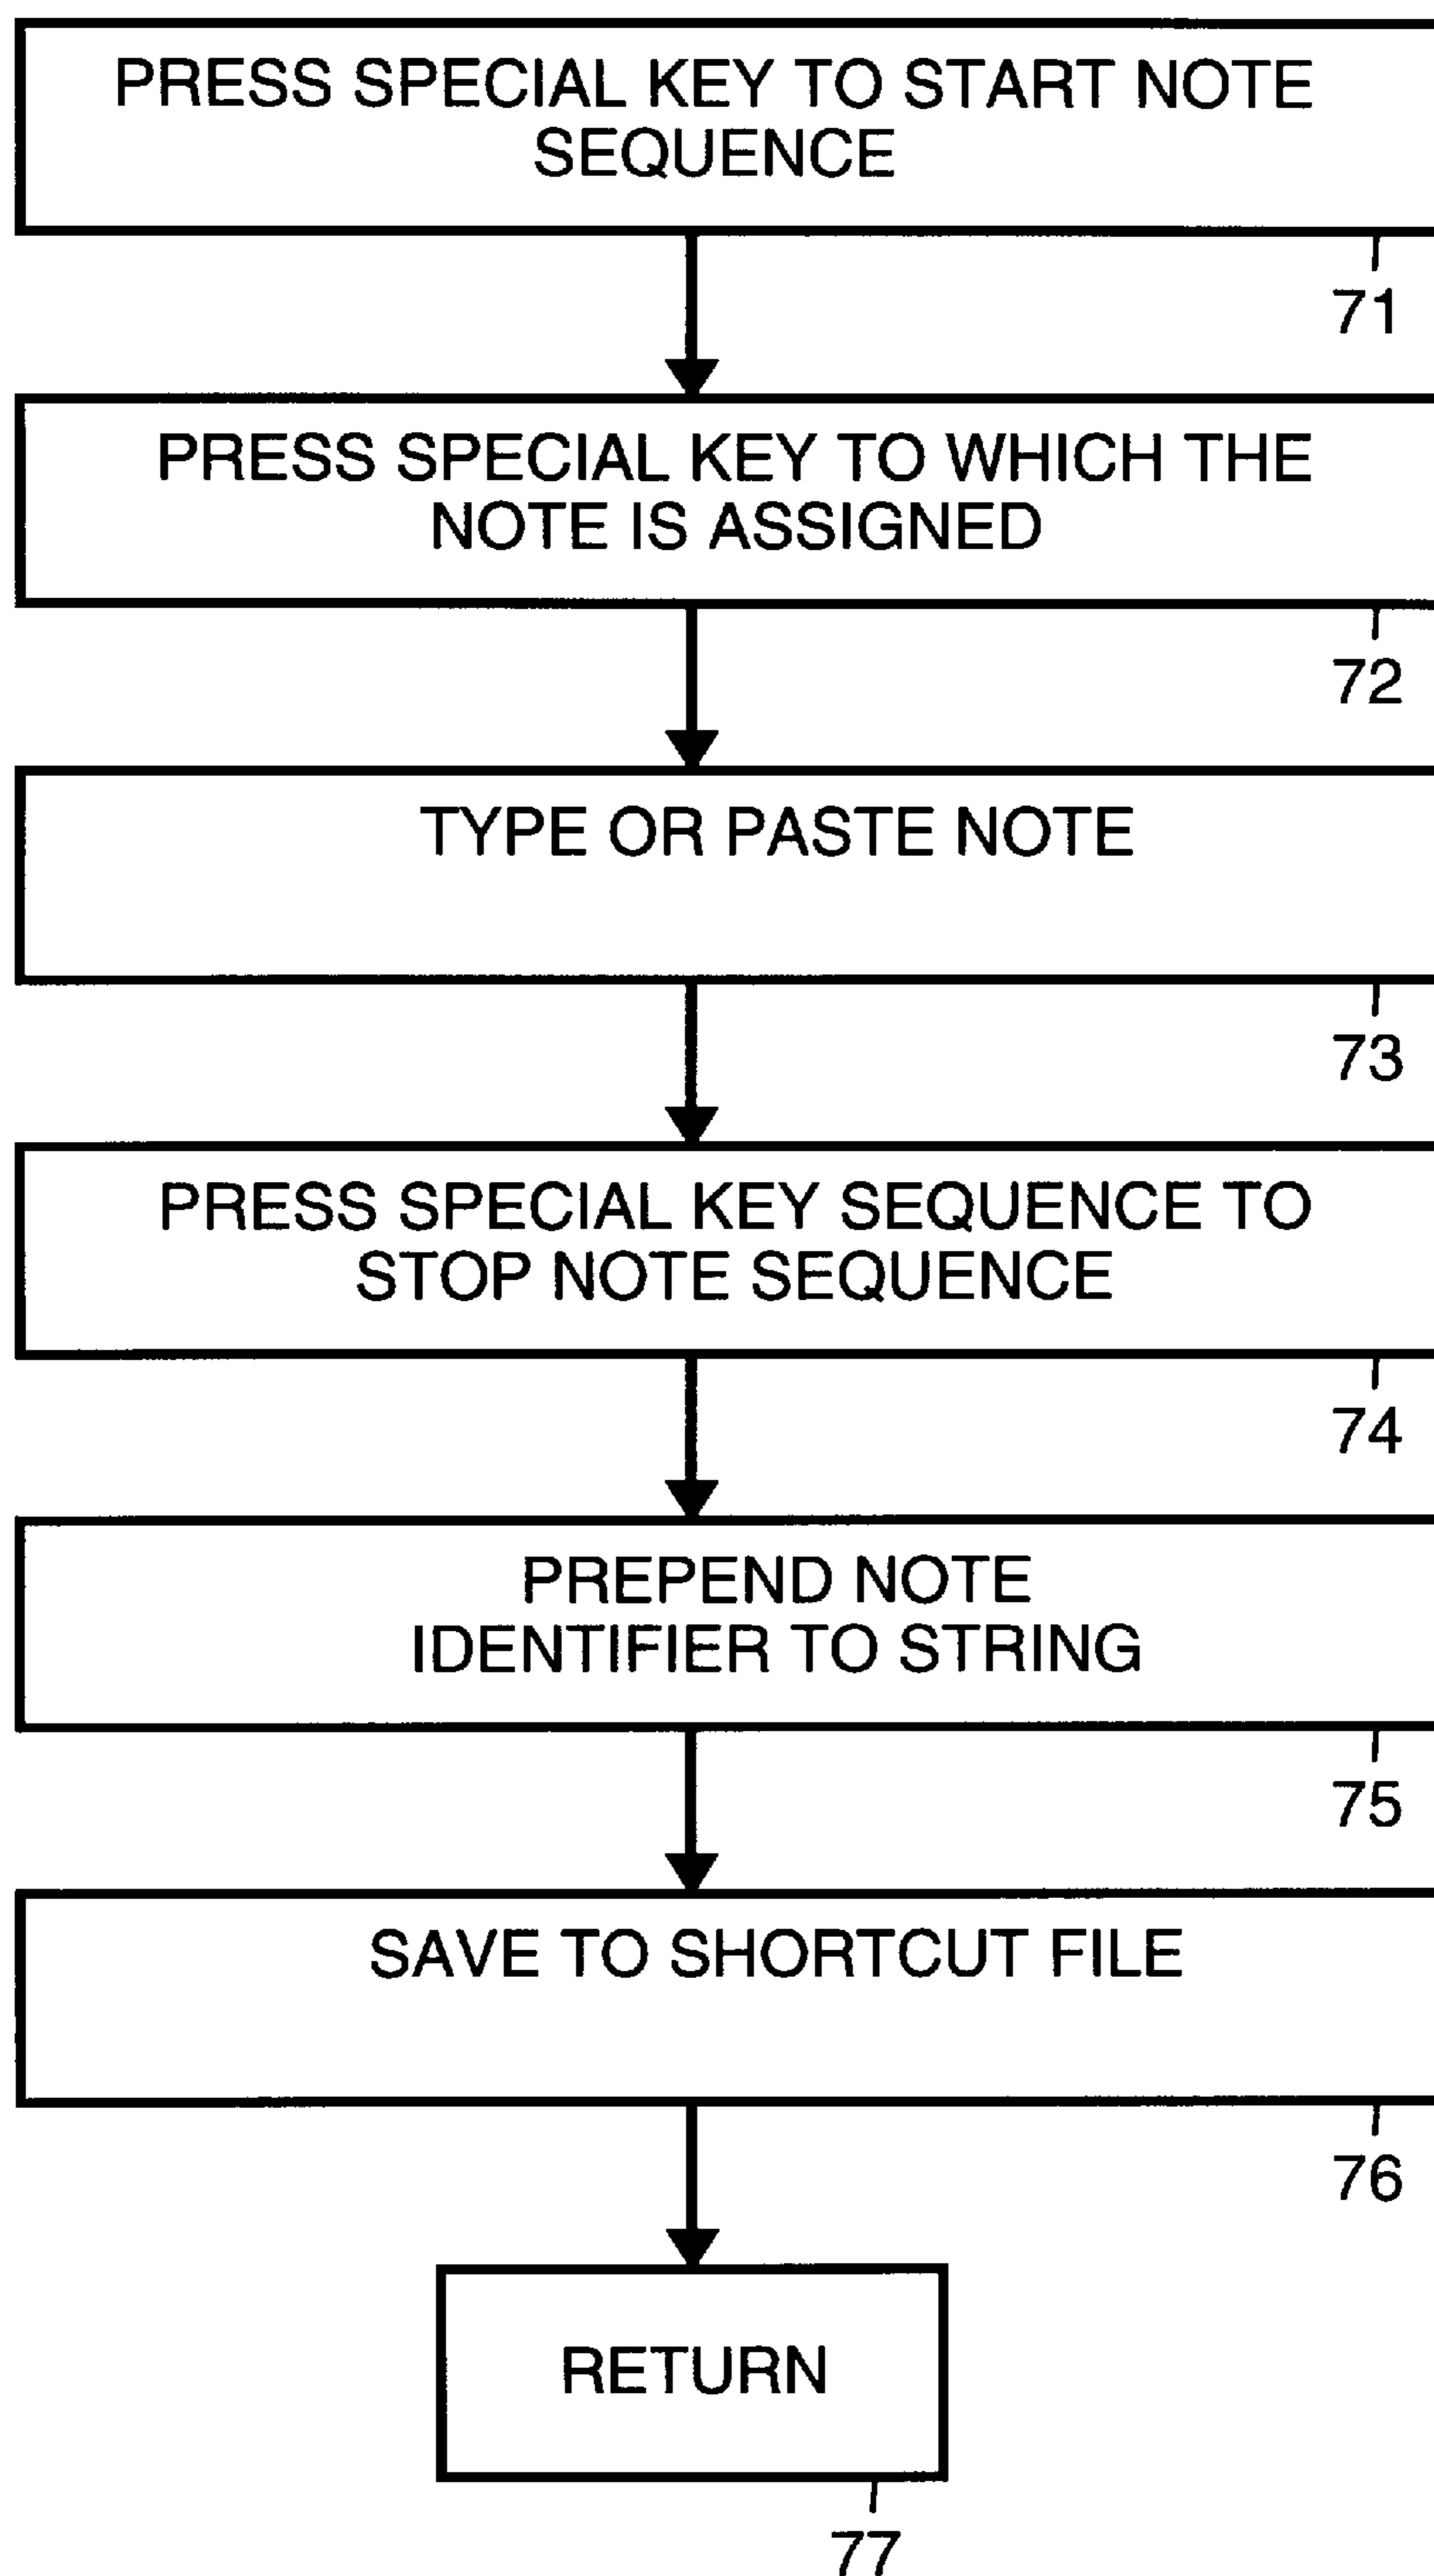 PRESS SPECIAL KEY TO START NOTE
SEQUENCE
71
PRESS SPECIAL KEY TO WHICH THE
NOTE IS ASSIGNED
72
TYPE OR PASTE NOTE
73
PRESS SPECIAL KEY SEQUENCE TO
STOP NOTE SEQUENCE
74
PREPEND NOTE
IDENTIFIER TO STRING
75
SAVE TO SHORTCUT FILE
76
RETURN
77